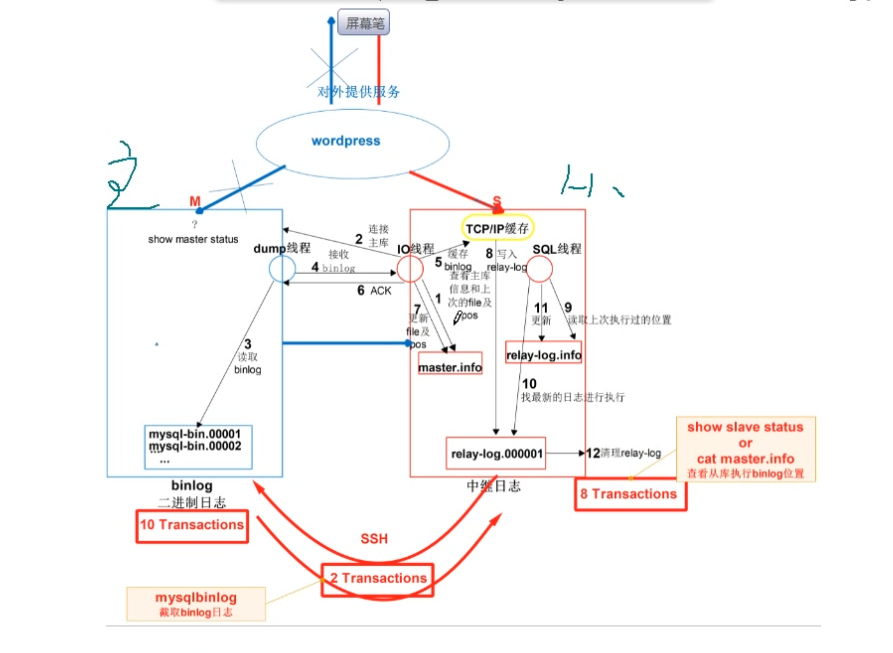 屏幕笔
对外提供服务
wordpress
M
S
?
show master status
dump线程
2
连接
主库
接收
4 binlog
6 ACK
IO线程
TCP/IP缓存
5
缓存
binlog
8 写入
relay-log
SQL线程
1
查看主库
信息和上
次的file及
pos
7
更新
file及
pos
master.info
11
更新
9
读取上次执行过的位置
relay-log.info
3
读取
binlog
10
找最新的日志进行执行
mysql-bin.00001
mysql-bin.00002
...
relay-log.000001
12清理relay-log
show slave status
or
cat master.info
查看从库执行binlog位置
binlog
二进制日志
中继日志
8 Transactions
10 Transactions
SSH
2 Transactions
mysqlbinlog
截取binlog日志